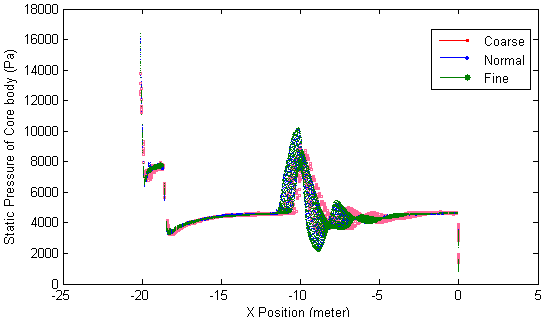 18000
16000
14000
12000
10000
8000
6000
4000
2000
0
Static Pressure of Core body (Pa)
Coarse
Normal
Fine
-25 -20 -15 -10 -5 0 5
X Position (meter)